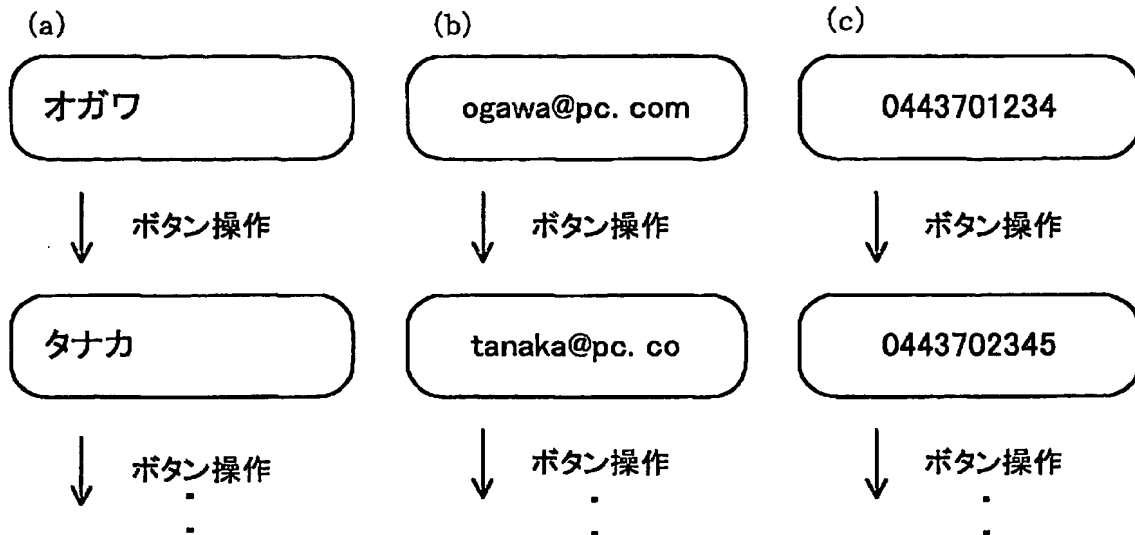 (a) (b) (c)
オガワ ogawa@pc. com 0443701234
ボタン操作 ボタン操作 ボタン操作
タナカ tanaka@pc. co 0443702345
ボタン操作 ボタン操作 ボタン操作